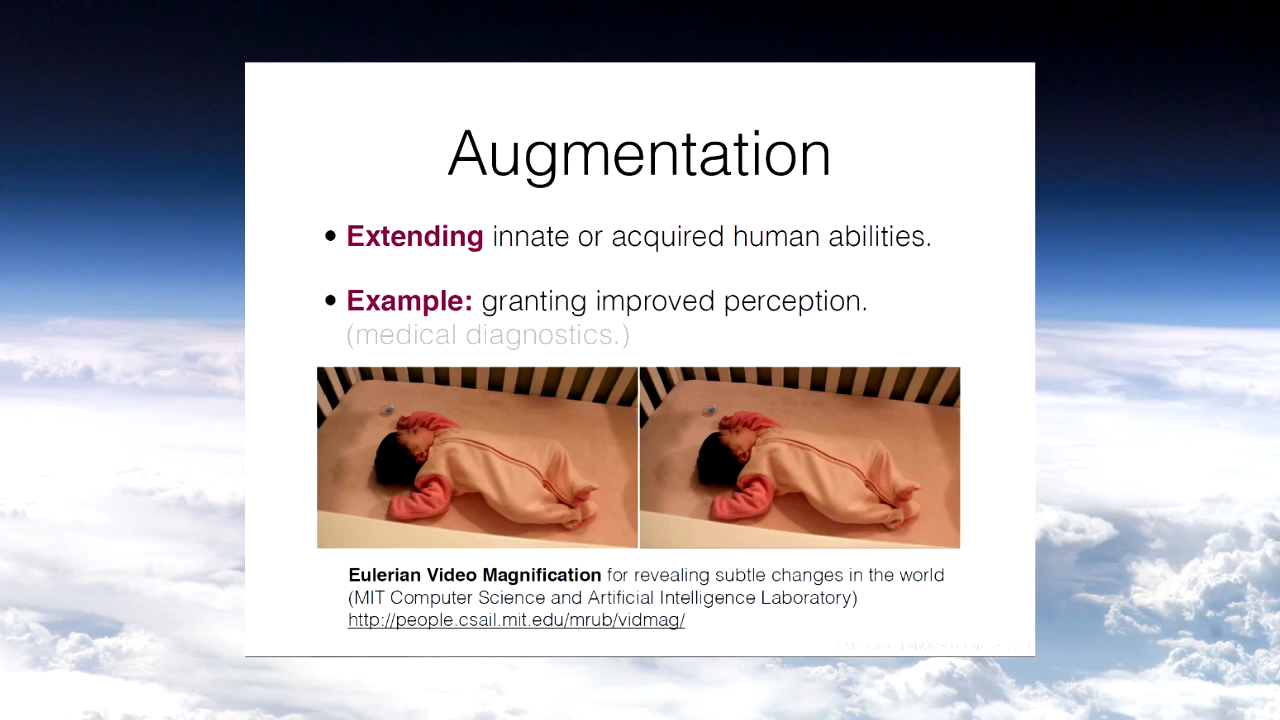 Augmentation
• Extending innate or acquired human abilities.
• Example: granting improved perception.
(medical diagnostics.)
Eulerian Video Magnification for revealing subtle changes in the world
(MIT Computer Science and Artificial Intelligence Laboratory)
http://people.csail.mit.edu/mrub/vidmag/